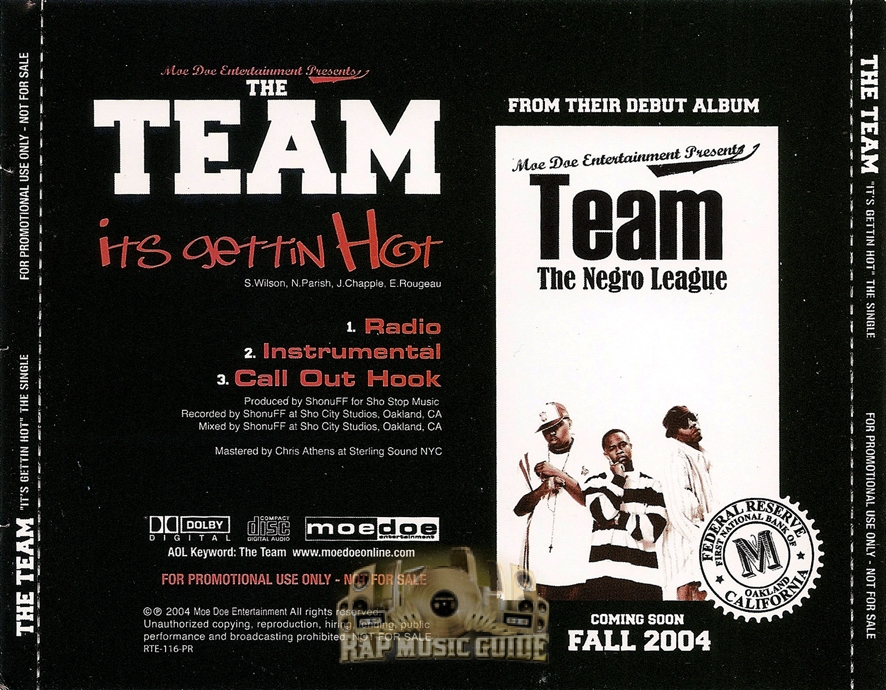 FOR PROMOTIONAL USE ONLY - NOT FOR SALE
THE TEAM "IT'S GETTIN HOT" THE SINGLE
Moe Doe Entertainment Presents
THE
TEAM
its gettin Hot
S.Wilson, N.Parish, J.Chapple, E.Rougeau
1. Radio
2. Instrumental
3. Call Out Hook
Produced by ShonuFF for Sho Stop Music
Recorded by ShonuFF at Sho City Studios, Oakland, CA
Mixed by ShonuFF at Sho City Studios, Oakland, CA
Mastered by Chris Athens at Sterling Sound NYC
DOLBY
DIGITAL
COMPACT
disc
DIGITAL AUDIO
moedoe
entertainment
AOL Keyword: The Team www.moedoeonline.com
FOR PROMOTIONAL USE ONLY - NOT FOR SALE
©℗ 2004 Moe Doe Entertainment All rights reserved.
Unauthorized copying, reproduction, hiring, lending, public
performance and broadcasting prohibited. NOT FOR SALE
RTE-116-PR
RAP MUSIC GUIDE
FROM THEIR DEBUT ALBUM
Moe Doe Entertainment Presents
Team
The Negro League
FEDERAL RESERVE
FIRST NATIONAL BANK OF
M
OAKLAND
CALIFORNIA
COMING SOON
FALL 2004
THE TEAM "IT'S GETTIN HOT" THE SINGLE
FOR PROMOTIONAL USE ONLY - NOT FOR SALE